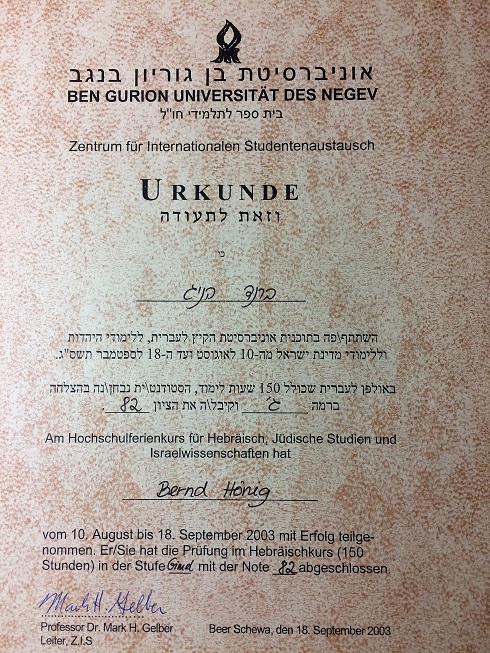 אוניברסיטת בן גוריון בנגב
BEN GURION UNIVERSITÄT DES NEGEV
בית ספר לתלמידי חו"ל
Zentrum für Internationalen Studentenaustausch
URKUNDE
וזאת לתעודה
כי
ברנד הניג
השתתף\פה בתוכנית אוניברסיטת הקיץ לעברית, ללימודי היהדות
וללימודי מדינת ישראל מה-10 לאוגוסט ועד ה-18 לספטמבר תשס"ג.
באולפן לעברית שכולל 150 שעות לימוד, הסטודנט\ית נבחן\נה בהצלחה
ברמה ג' וקיבל\ה את הציון 82.
Am Hochschulferienkurs für Hebräisch, Jüdische Studien und
Israelwissenschaften hat
Bernd Hönig
vom 10. August bis 18. September 2003 mit Erfolg teilge-
nommen. Er/Sie hat die Prüfung im Hebräischkurs (150
Stunden) in der Stufe Gimel mit der Note 82 abgeschlossen.
Mark H. Gelber
Professor Dr. Mark H. Gelber
Leiter, Z.I.S
Beer Schewa, den 18. September 2003